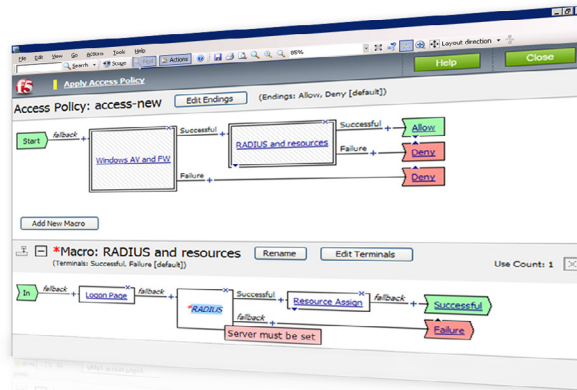 File Edit View Go Actions Tools Help
Search Snaps Actions 85% Layout direction
f5 Apply Access Policy Help Close
Access Policy: access-new Edit Endings (Endings: Allow, Deny [default])
Start fallback + Windows AV and FW Successful + RADIUS and resources Successful + Allow
Failure + Deny
Failure + Deny
Add New Macro
*Macro: RADIUS and resources Rename Edit Terminals Use Count: 1
(Terminals: Successful, Failure [default])
In fallback + Logon Page fallback + *RADIUS Successful + Resource Assign fallback + Successful
fallback + Failure
Server must be set